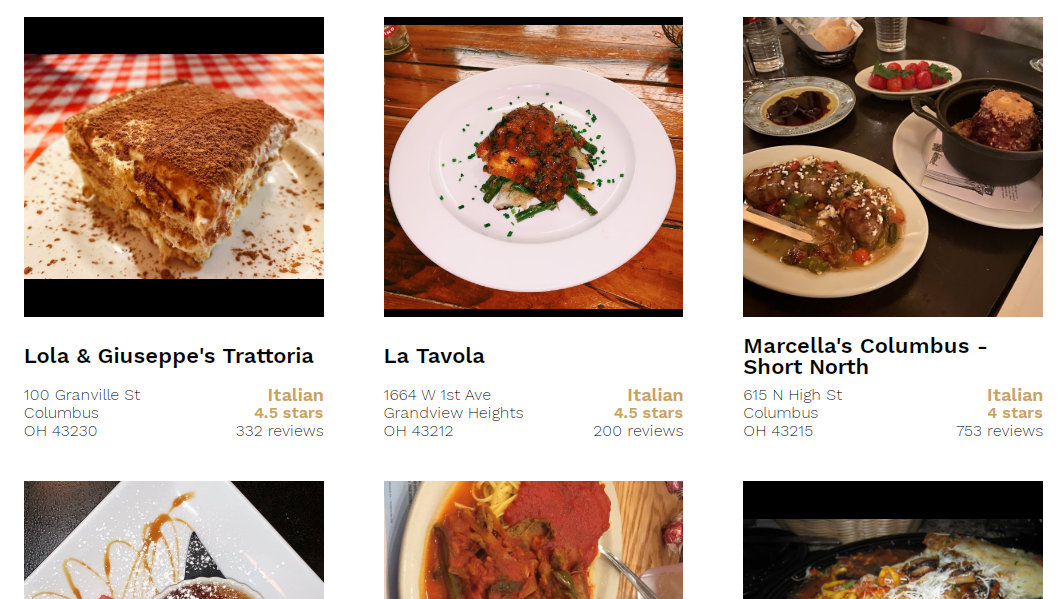 Lola & Giuseppe's Trattoria
100 Granville St
Columbus
OH 43230
Italian
4.5 stars
332 reviews
La Tavola
1664 W 1st Ave
Grandview Heights
OH 43212
Italian
4.5 stars
200 reviews
Marcella's Columbus -
Short North
615 N High St
Columbus
OH 43215
Italian
4 stars
753 reviews